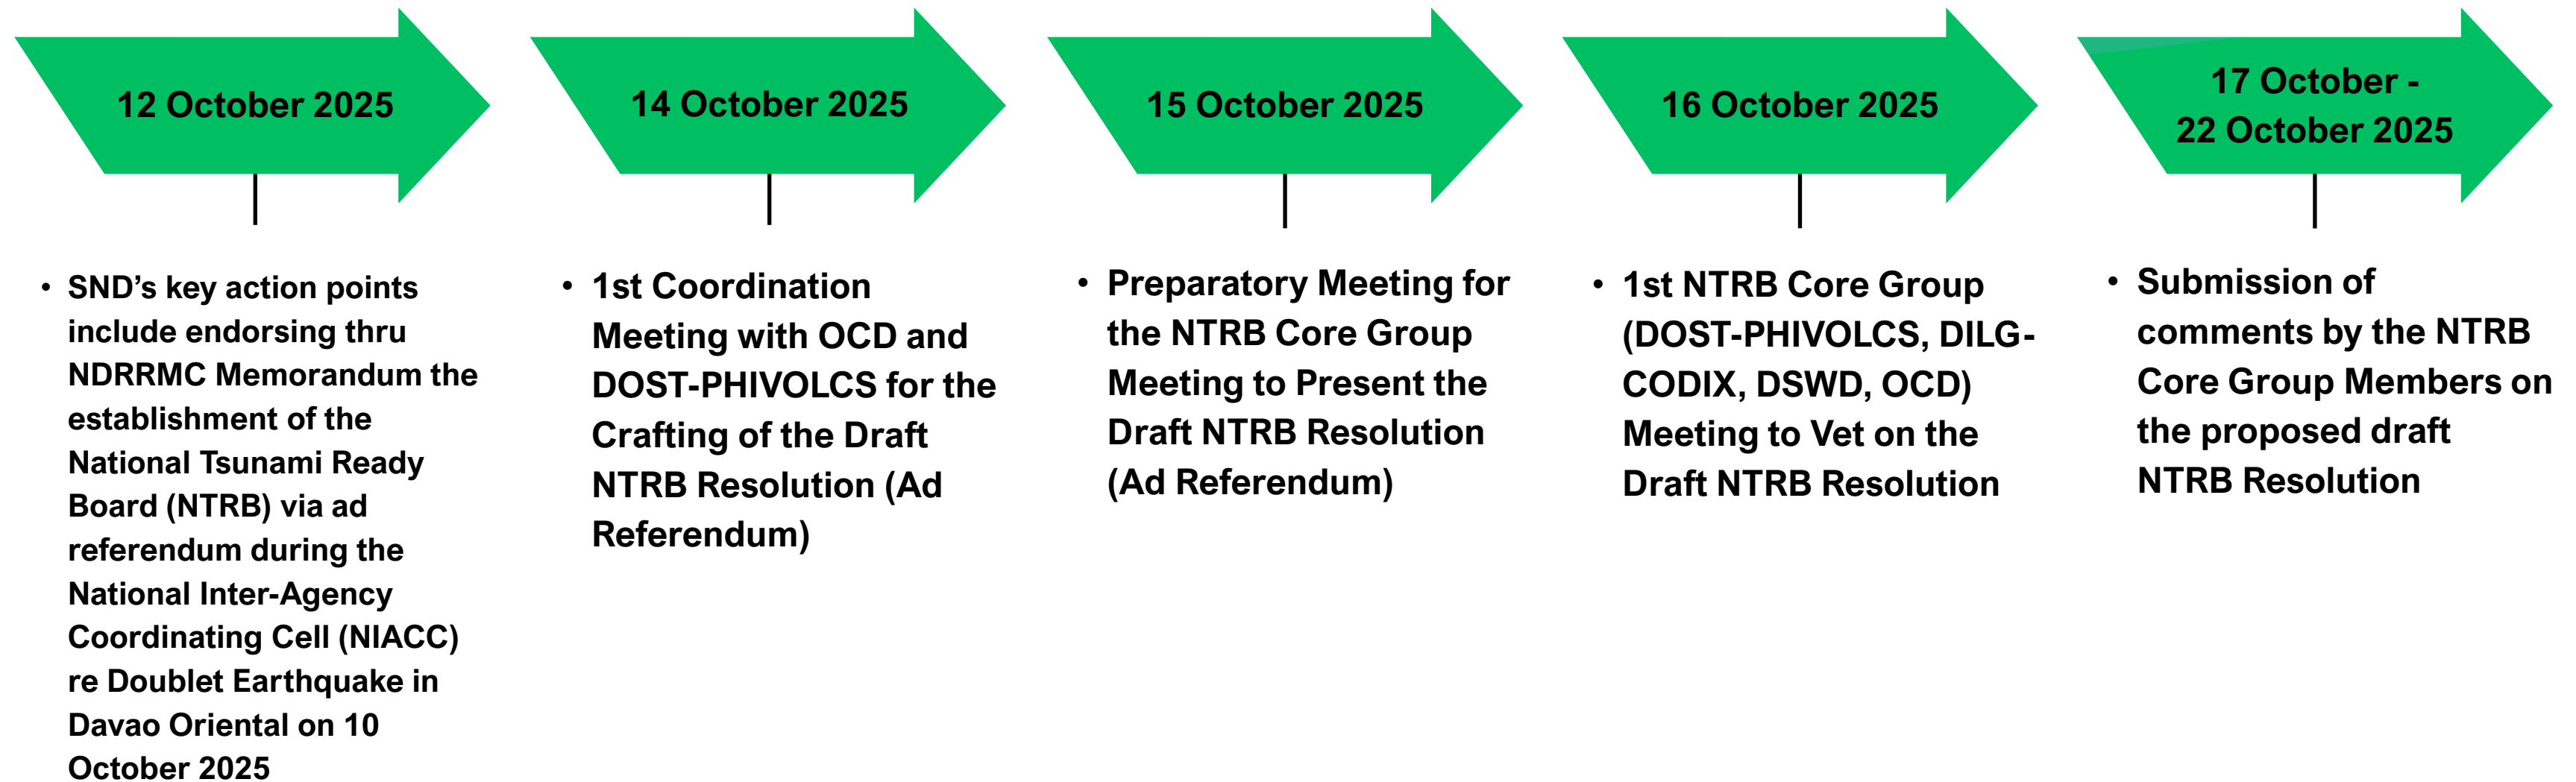 12 October 2025
• SND’s key action points
include endorsing thru
NDRRMC Memorandum the
establishment of the
National Tsunami Ready
Board (NTRB) via ad
referendum during the
National Inter-Agency
Coordinating Cell (NIACC)
re Doublet Earthquake in
Davao Oriental on 10
October 2025
14 October 2025
• 1st Coordination
Meeting with OCD and
DOST-PHIVOLCS for the
Crafting of the Draft
NTRB Resolution (Ad
Referendum)
15 October 2025
• Preparatory Meeting for
the NTRB Core Group
Meeting to Present the
Draft NTRB Resolution
(Ad Referendum)
16 October 2025
• 1st NTRB Core Group
(DOST-PHIVOLCS, DILG-
CODIX, DSWD, OCD)
Meeting to Vet on the
Draft NTRB Resolution
17 October -
22 October 2025
• Submission of
comments by the NTRB
Core Group Members on
the proposed draft
NTRB Resolution